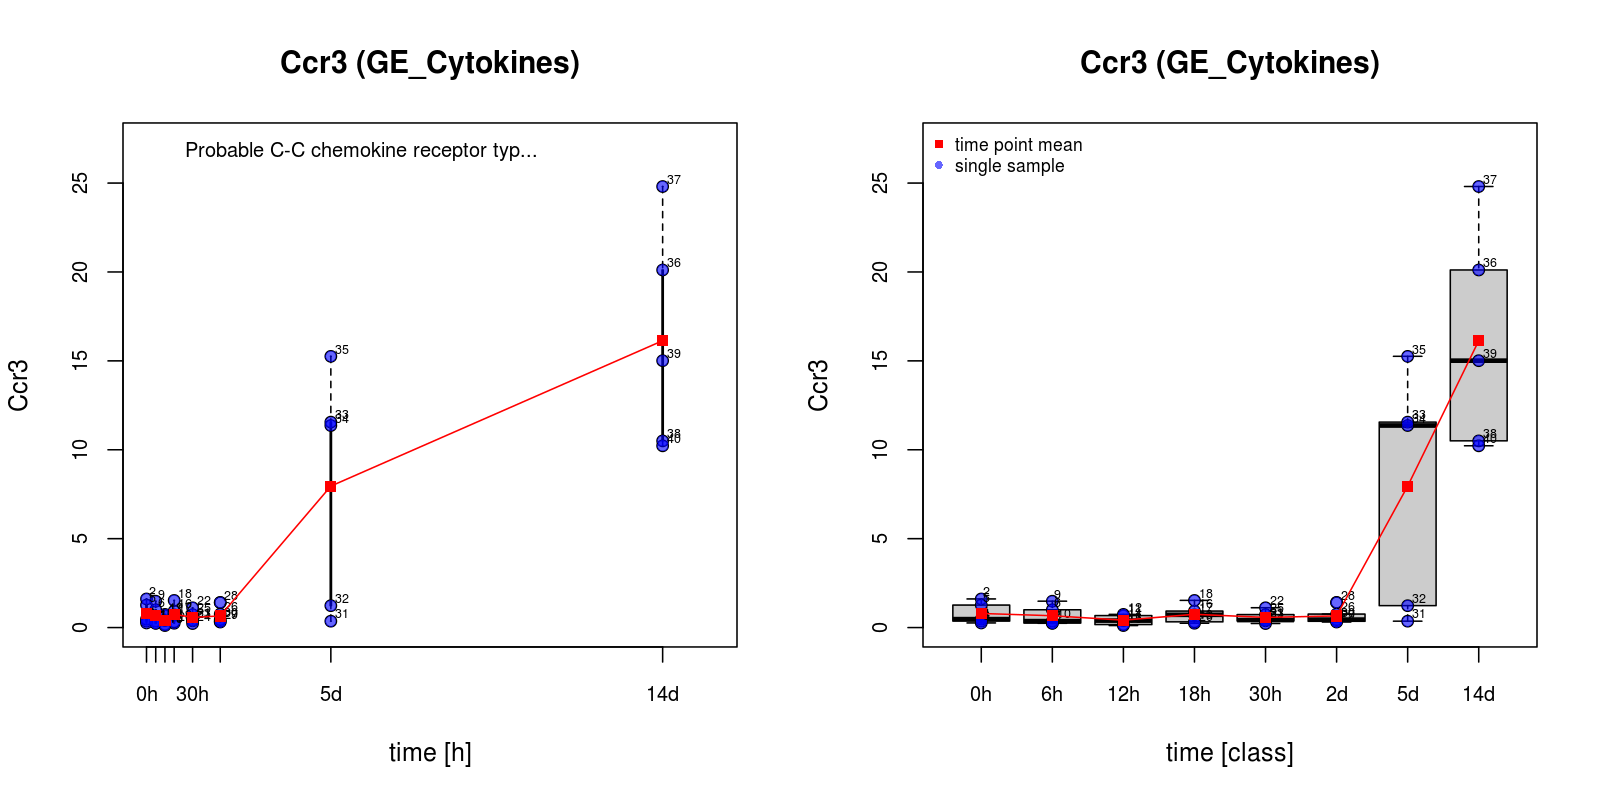 Ccr3 (GE_Cytokines)
Probable C-C chemokine receptor typ...
Ccr3
25
20
15
10
5
0
37
36
39
38
40
35
33
34
32
31
2
9
18
22
28
0h
30h
5d
14d
time [h]
Ccr3 (GE_Cytokines)
time point mean
single sample
Ccr3
25
20
15
10
5
0
37
36
39
38
40
35
33
34
32
31
2
9
18
22
28
0h
6h
12h
18h
30h
2d
5d
14d
time [class]